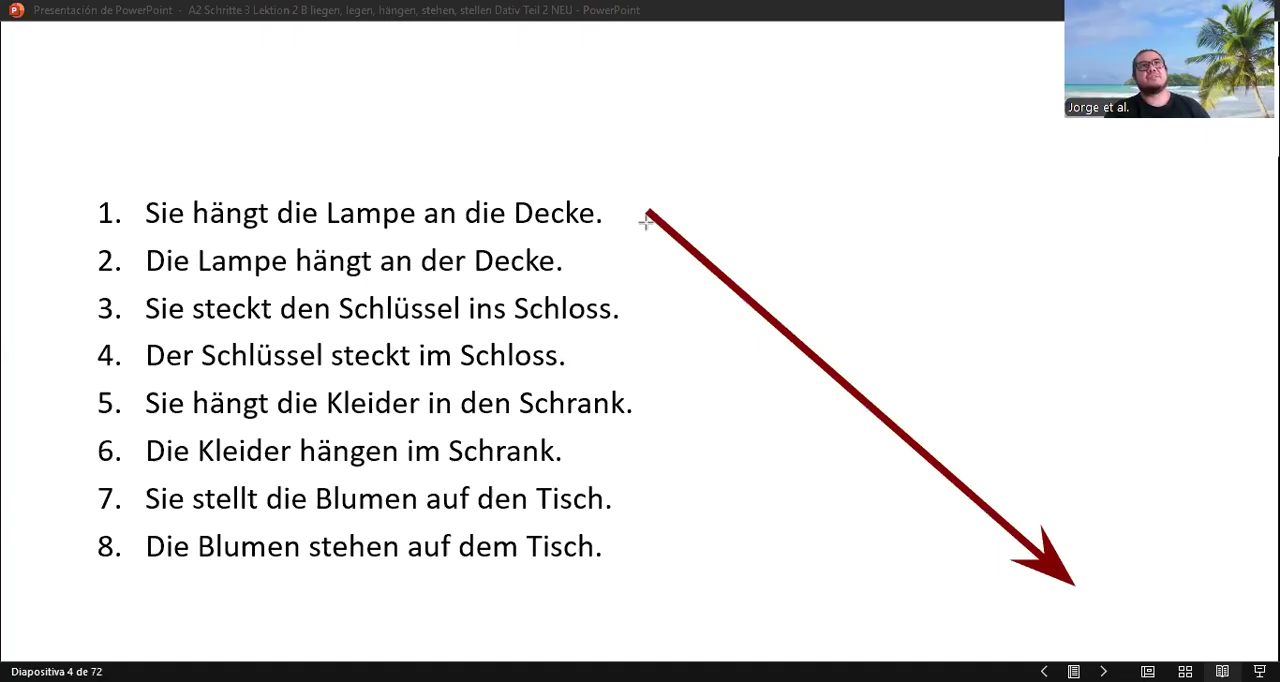 Presentación de PowerPoint - A2 Schritte 3 Lektion 2 B liegen, legen, hängen, stehen, stellen Dativ Teil 2 NEU - PowerPoint
Jorge et al.
1. Sie hängt die Lampe an die Decke.
2. Die Lampe hängt an der Decke.
3. Sie steckt den Schlüssel ins Schloss.
4. Der Schlüssel steckt im Schloss.
5. Sie hängt die Kleider in den Schrank.
6. Die Kleider hängen im Schrank.
7. Sie stellt die Blumen auf den Tisch.
8. Die Blumen stehen auf dem Tisch.
Diapositiva 4 de 72